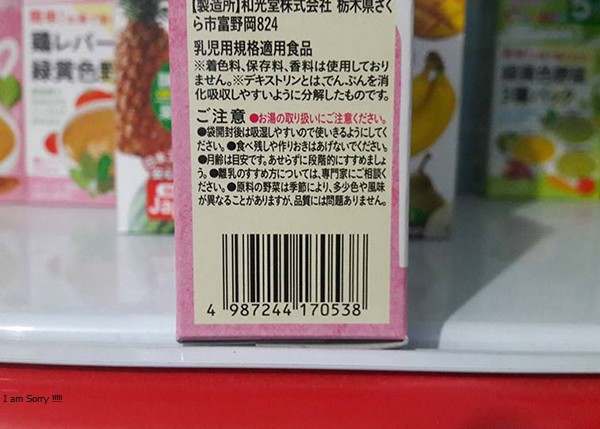 【製造所】和光堂株式会社 栃木県さく
ら市富野岡824
乳児用規格適用食品
※着色料、保存料、香料は使用しており
ません。※デキストリンとは、でんぷんを消
化吸収しやすいように分解したものです。
ご注意 ●お湯の取り扱いにご注意ください。
●袋開封後は吸湿しやすいので使いきるようにしてく
ださい。●食べ残しや作りおきはあげないでください。
●月齢は目安です。あせらずに段階的にすすめましょ
う。●離乳のすすめ方については、専門家にご相談く
ださい。●原料の野菜は季節により、多少色や風味
が異なることがありますが、品質には問題ありません。
4 987244 170538
鶏レバー
緑黄色野
緑黄色野菜
5
I am Sorry !!!!!